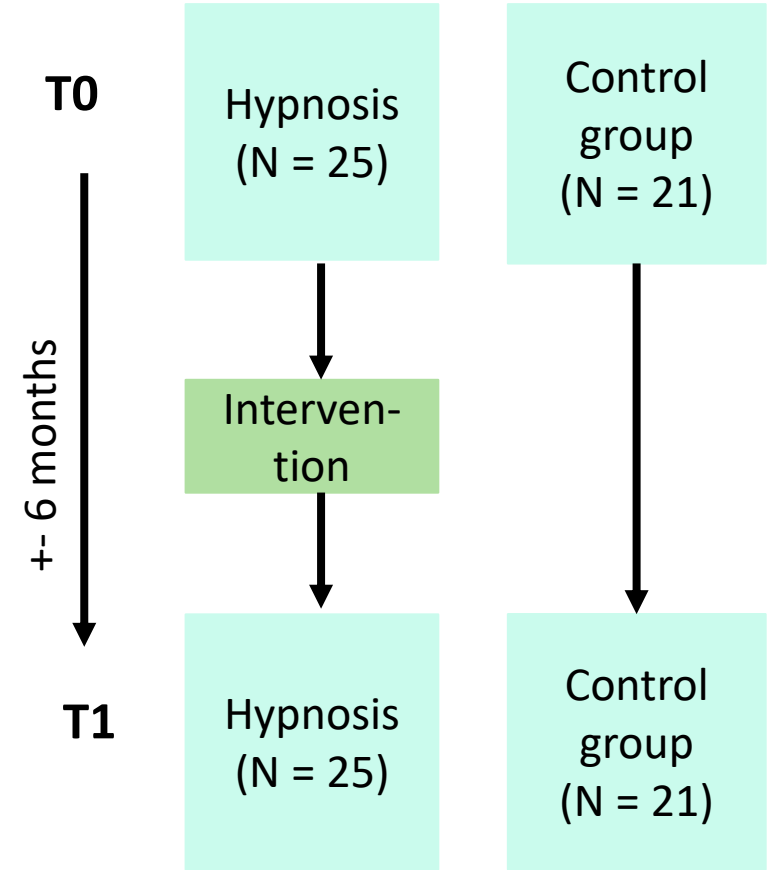 T0
Hypnosis
(N = 25)
Control
group
(N = 21)
+- 6 months
Interven-
tion
T1
Hypnosis
(N = 25)
Control
group
(N = 21)